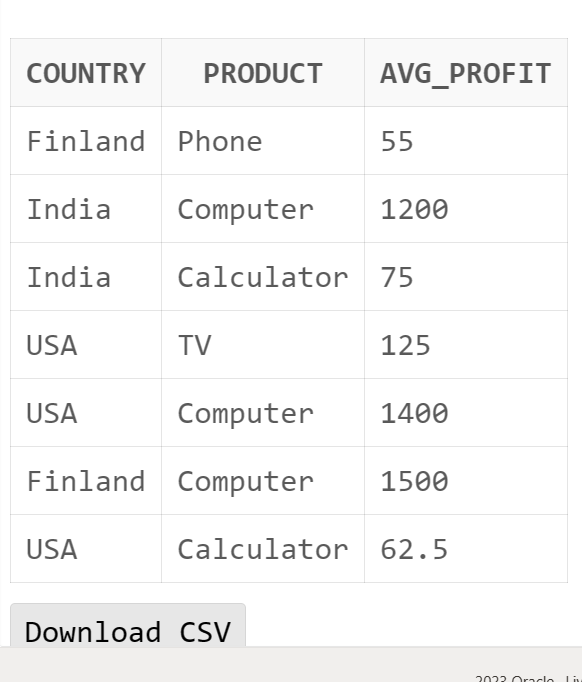 COUNTRY PRODUCT AVG_PROFIT
Finland Phone 55
India Computer 1200
India Calculator 75
USA TV 125
USA Computer 1400
Finland Computer 1500
USA Calculator 62.5
Download CSV
2023 Oracle